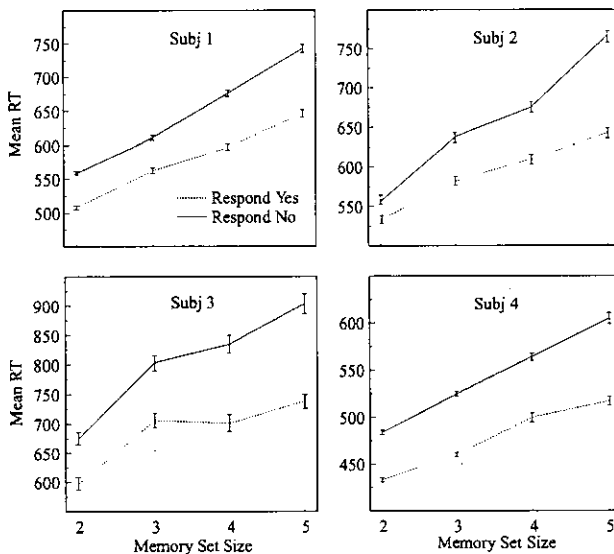 Subj 1
Subj 2
Mean RT
750
700
650
600
550
500
Respond Yes
Respond No
750
700
650
600
550
Subj 3
Subj 4
Mean RT
900
850
800
750
700
650
600
600
550
500
450
2 3 4 5
2 3 4 5
Memory Set Size
Memory Set Size